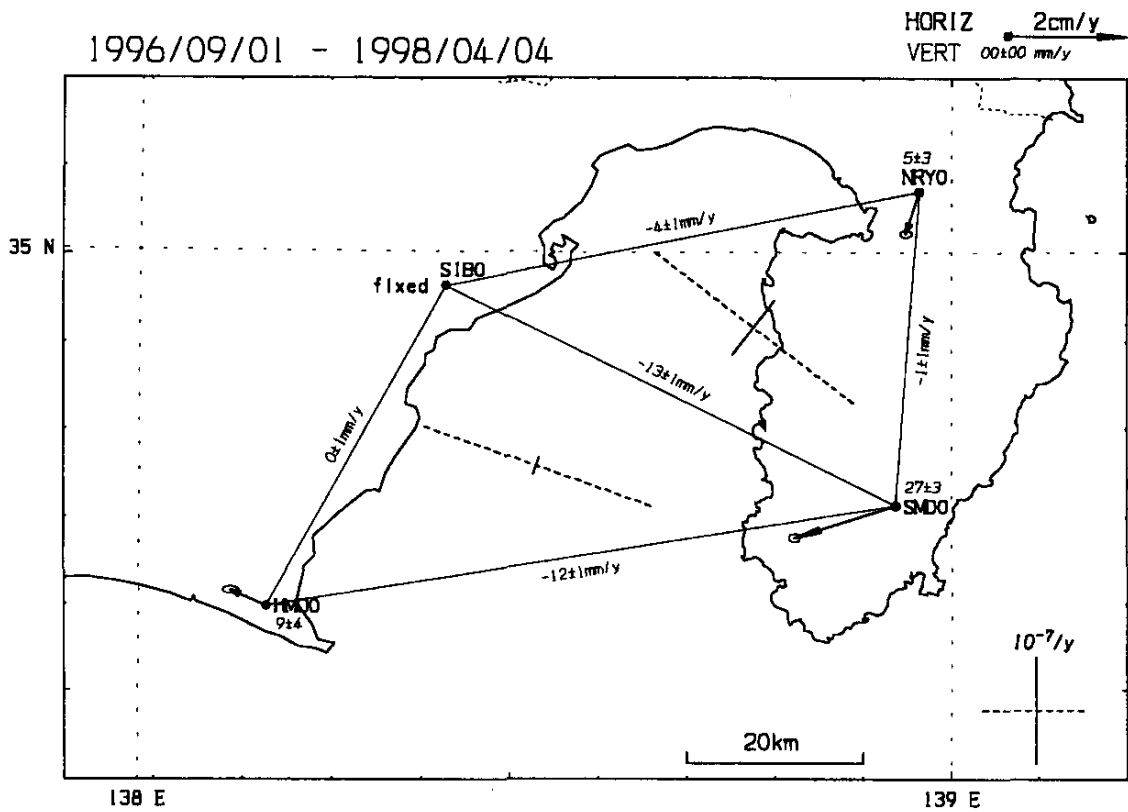 1996/09/01 - 1998/04/04
HORIZ 2cm/y
VERT 00±00 mm/y
5±3
NRYO
-4±1mm/y
35 N
SIBO
fixed
-1±1mm/y
-13±1mm/y
0±1mm/y
27±3
SMDO
-12±1mm/y
HMJO
9±4
10⁻⁷/y
20km
138 E
139 E